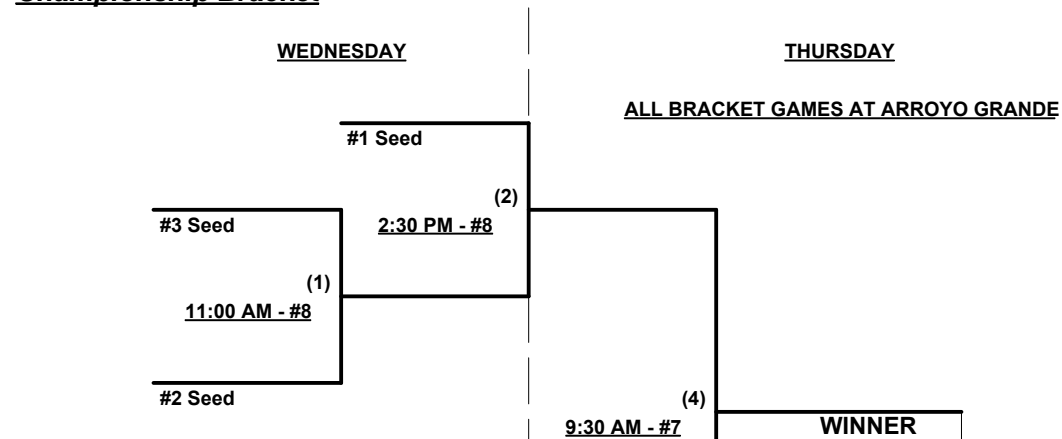 Championship Bracket
WEDNESDAY
THURSDAY
ALL BRACKET GAMES AT ARROYO GRANDE
#1 Seed
(2)
#3 Seed
2:30 PM - #8
(1)
11:00 AM - #8
#2 Seed
(4)
9:30 AM - #7
WINNER